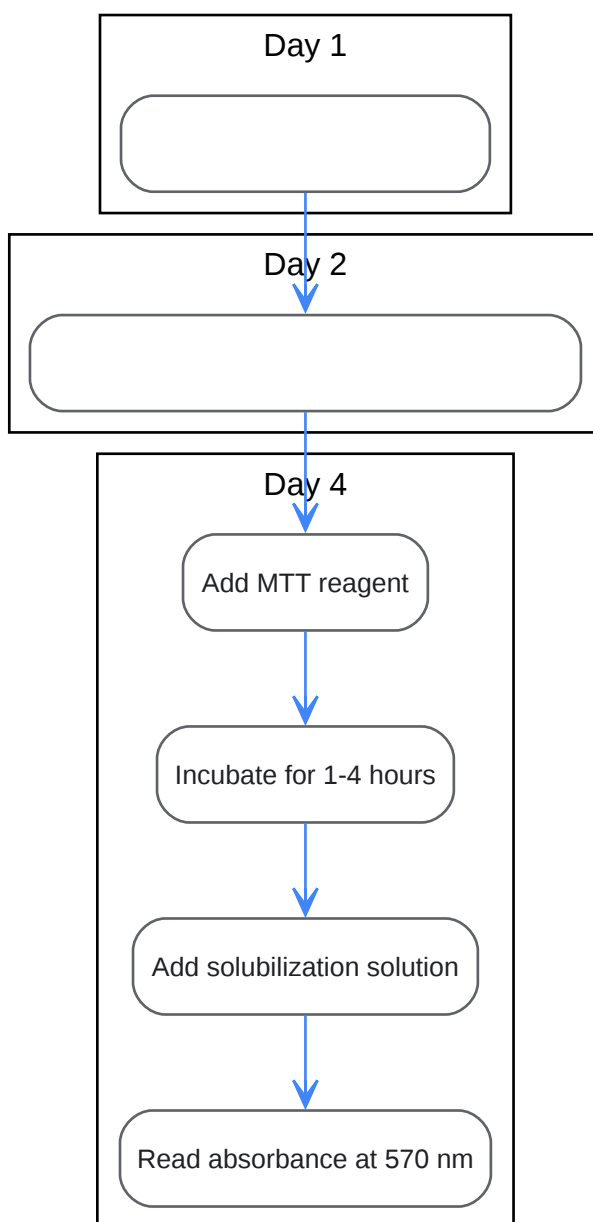 Day 1
Day 2
Day 4
Add MTT reagent
Incubate for 1-4 hours
Add solubilization solution
Read absorbance at 570 nm